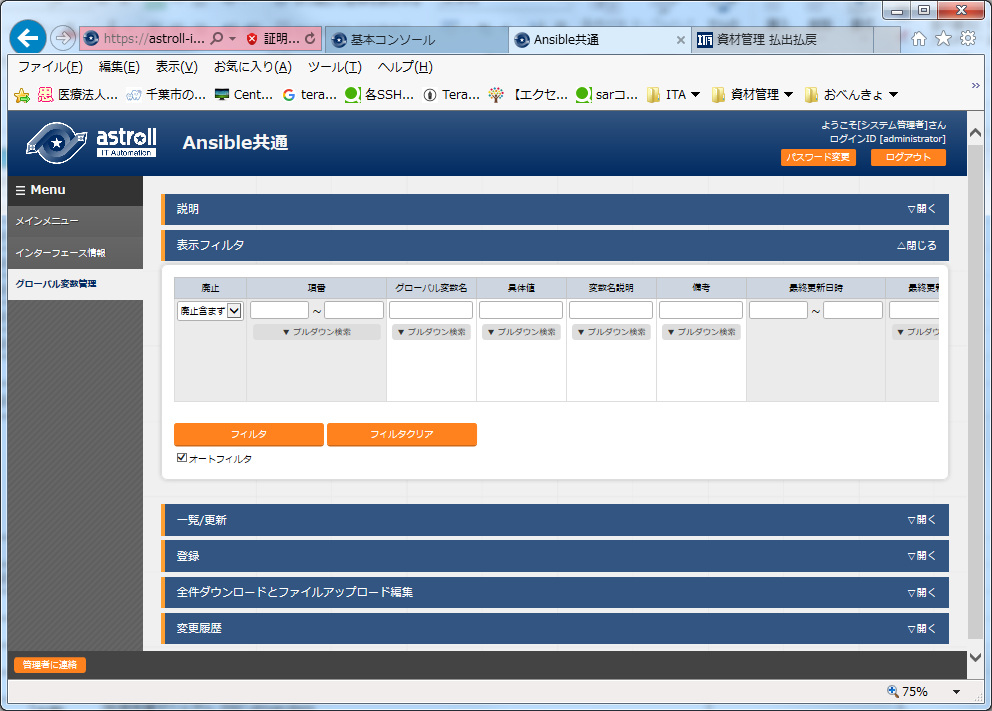 https://astroll-i... 証明... 基本コンソール Ansible共通 資材管理 払出払戻
ファイル(F) 編集(E) 表示(V) お気に入り(A) ツール(T) ヘルプ(H)
医療法人... 千葉市の... Cent... tera... 各SSH... Tera... 【エクセ... sarコ... ITA 資材管理 おべんきょ
astroll
IT Automation
Ansible共通
ようこそ[システム管理者]さん
ログインID [administrator]
パスワード変更 ログアウト
Menu
メインメニュー
インターフェース情報
グローバル変数管理
説明 ▽開く
表示フィルタ △閉じる
廃止 項番 グローバル変数名 具体値 変数名説明 備考 最終更新日時 最終更新
廃止含まず ～ ～
▼ プルダウン検索 ▼ プルダウン検索 ▼ プルダウン検索 ▼ プルダウン検索 ▼ プルダウン検索 ▼ プルダウ
フィルタ フィルタクリア
オートフィルタ
一覧/更新 ▽開く
登録 ▽開く
全件ダウンロードとファイルアップロード編集 ▽開く
変更履歴 ▽開く
管理者に連絡
75%